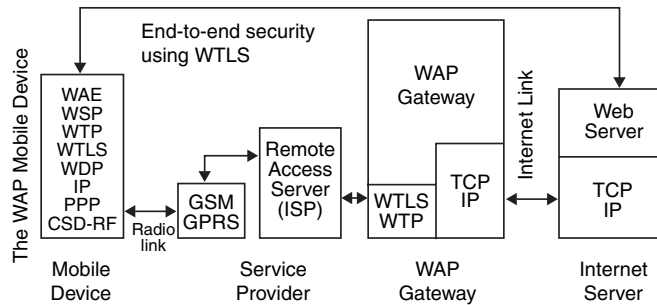 End-to-end security
using WTLS
The WAP Mobile Device
WAE
WSP
WTP
WTLS
WDP
IP
PPP
CSD-RF
Radio
link
GSM
GPRS
Remote
Access
Server
(ISP)
WAP
Gateway
WTLS
WTP
TCP
IP
Internet Link
Web
Server
TCP
IP
Mobile
Device
Service
Provider
WAP
Gateway
Internet
Server